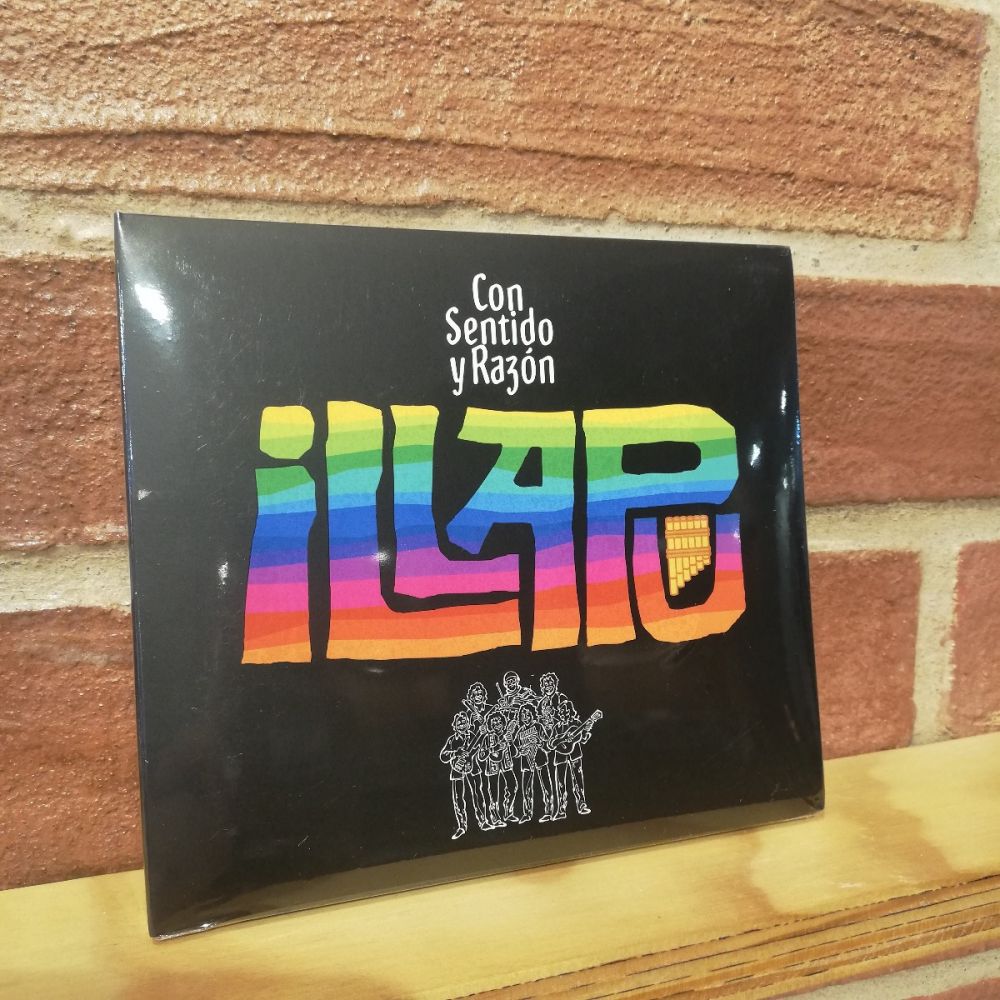 Con
Sentido
y Razón
iLLAPU